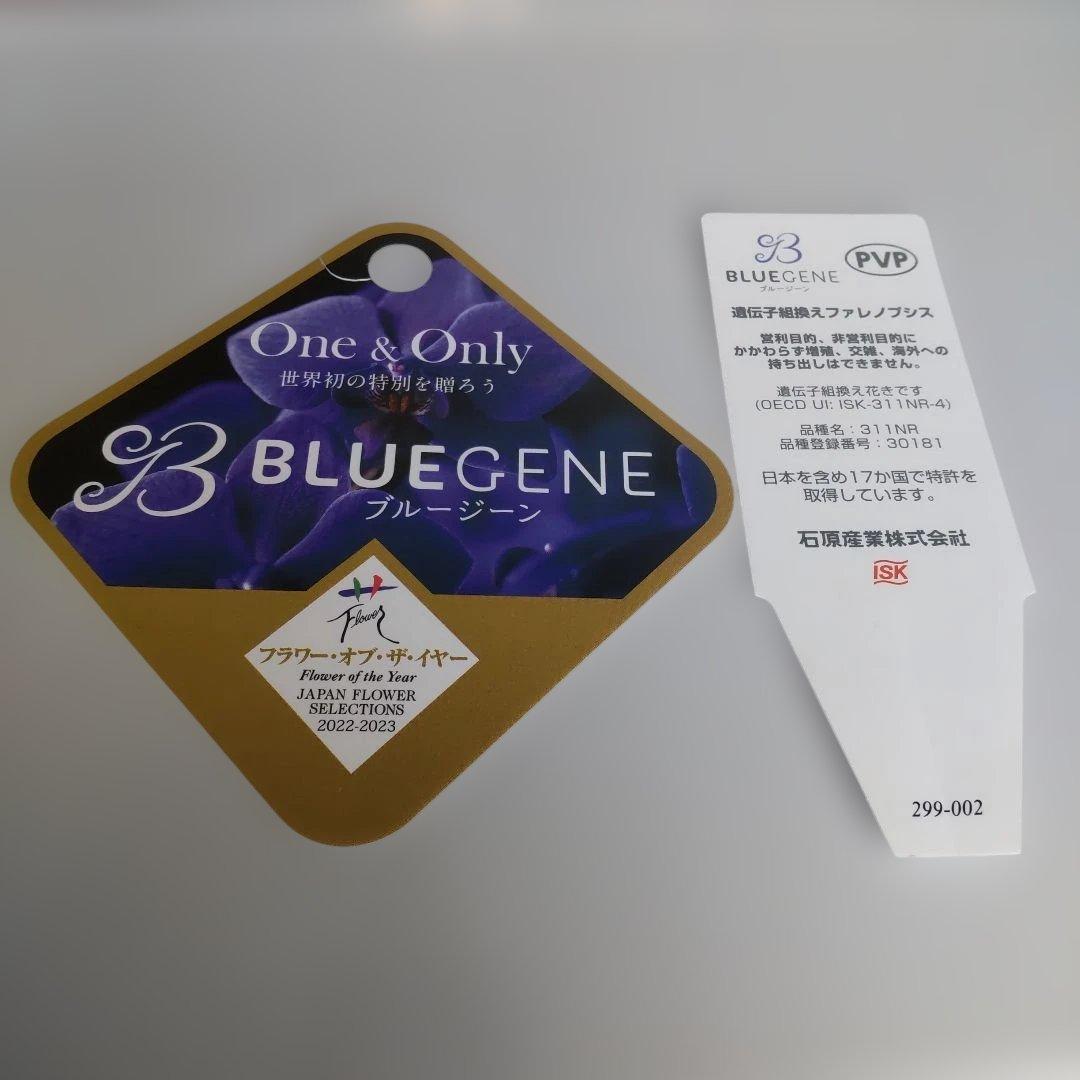 One & Only
世界初の特別を贈ろう
BLUEGENE
ブルージーン
Flower
フラワー・オブ・ザ・イヤー
Flower of the Year
JAPAN FLOWER
SELECTIONS
2022-2023
BLUEGENE
ブルージーン
PVP
遺伝子組換えファレノプシス
営利目的、非営利目的に
かかわらず増殖、交雑、海外への
持ち出しはできません。
遺伝子組換え花きです
(OECD UI: ISK-311NR-4)
品種名：311NR
品種登録番号：30181
日本を含め17か国で特許を
取得しています。
石原産業株式会社
ISK
299-002